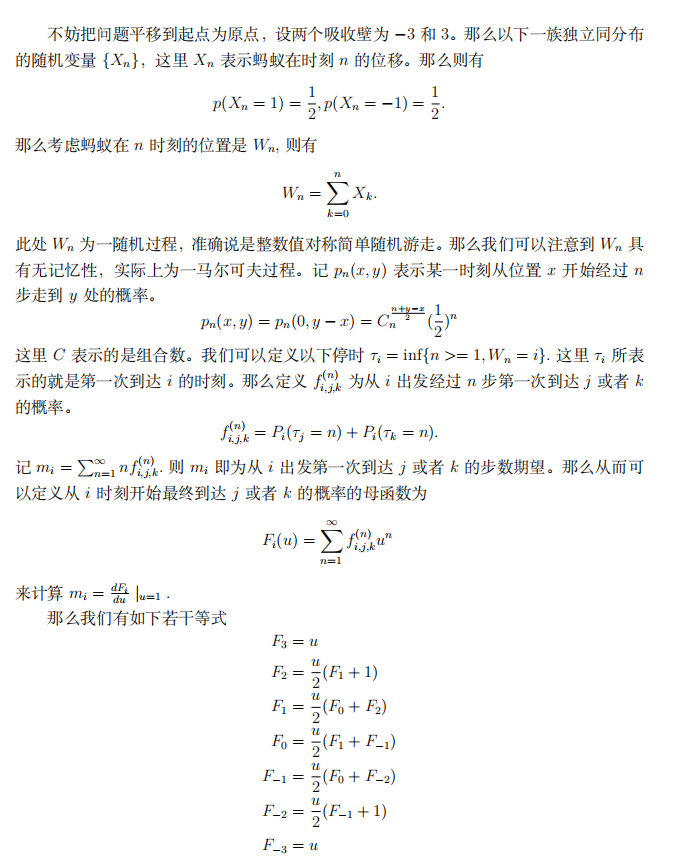 不妨把问题平移到起点为原点，设两个吸收壁为 −3 和 3。那么以下一族独立同分布
的随机变量 {X_n}，这里 X_n 表示蚂蚁在时刻 n 的位移。那么则有
p(X_n = 1) = \frac{1}{2}, p(X_n = −1) = \frac{1}{2}.
那么考虑蚂蚁在 n 时刻的位置是 W_n, 则有
W_n = \sum_{k=0}^{n} X_k.
此处 W_n 为一随机过程，准确说是整数值对称简单随机游走。那么我们可以注意到 W_n 具
有无记忆性，实际上为一马尔可夫过程。记 p_n(x, y) 表示某一时刻从位置 x 开始经过 n
步走到 y 处的概率。
p_n(x, y) = p_n(0, y − x) = C_n^{\frac{n+y−x}{2}} (\frac{1}{2})^n
这里 C 表示的是组合数。我们可以定义以下停时 τ_i = inf{n >= 1, W_n = i}. 这里 τ_i 所表
示的就是第一次到达 i 的时刻。那么定义 f_{i,j,k}^{(n)} 为从 i 出发经过 n 步第一次到达 j 或者 k
的概率。
f_{i,j,k}^{(n)} = P_i(τ_j = n) + P_i(τ_k = n).
记 m_i = \sum_{n=1}^{∞} n f_{i,j,k}^{(n)}. 则 m_i 即为从 i 出发第一次到达 j 或者 k 的步数期望。那么从而可
以定义从 i 时刻开始最终到达 j 或者 k 的概率的母函数为
F_i(u) = \sum_{n=1}^{∞} f_{i,j,k}^{(n)} u^n
来计算 m_i = \frac{dF_i}{du} |_{u=1} .
那么我们有如下若干等式
F_3 = u
F_2 = \frac{u}{2}(F_1 + 1)
F_1 = \frac{u}{2}(F_0 + F_2)
F_0 = \frac{u}{2}(F_1 + F_{−1})
F_{−1} = \frac{u}{2}(F_0 + F_{−2})
F_{−2} = \frac{u}{2}(F_{−1} + 1)
F_{−3} = u